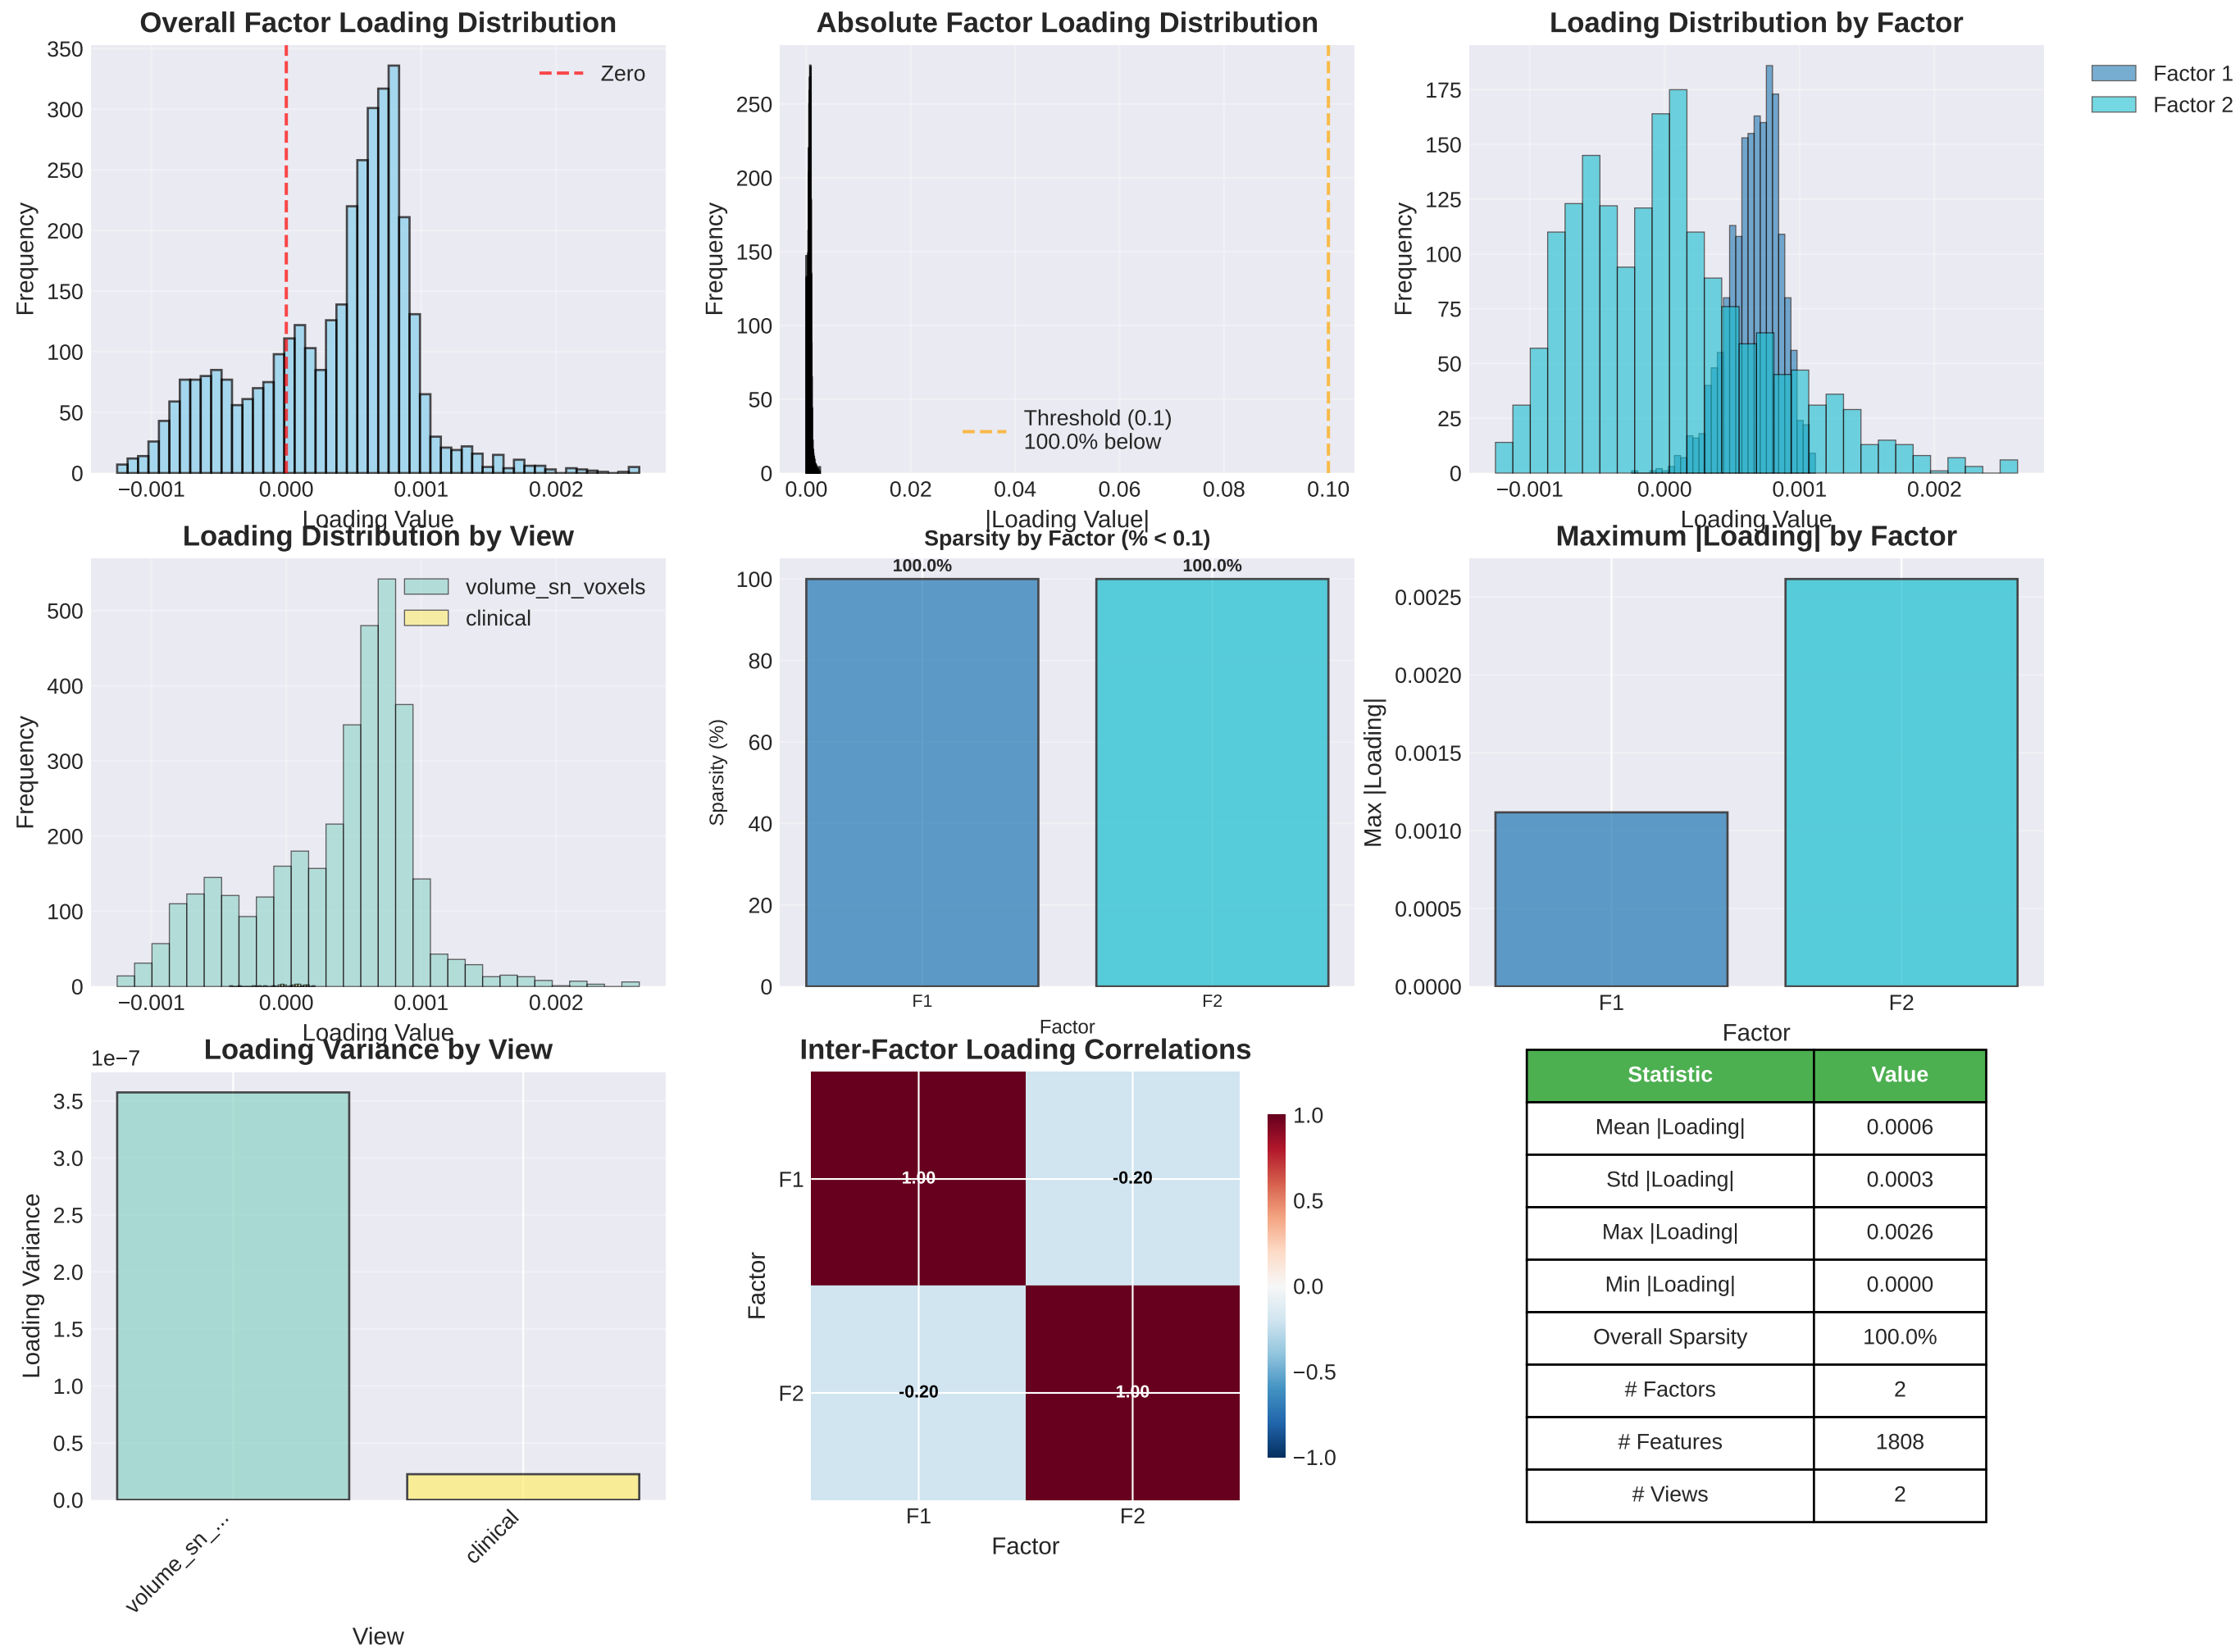 Overall Factor Loading Distribution
350
300
250
200
150
100
50
0
Frequency
Zero
−0.001
0.000
0.001
0.002
Loading Value
Absolute Factor Loading Distribution
250
200
150
100
50
0
Frequency
Threshold (0.1)
100.0% below
0.00
0.02
0.04
0.06
0.08
0.10
|Loading Value|
Loading Distribution by Factor
175
150
125
100
75
50
25
0
Frequency
−0.001
0.000
0.001
0.002
Loading Value
Factor 1
Factor 2
Loading Distribution by View
500
400
300
200
100
0
Frequency
volume_sn_voxels
clinical
−0.001
0.000
0.001
0.002
Loading Value
Sparsity by Factor (% < 0.1)
100
80
60
40
20
0
Sparsity (%)
100.0%
100.0%
F1
F2
Factor
Maximum |Loading| by Factor
0.0025
0.0020
0.0015
0.0010
0.0005
0.0000
Max |Loading|
F1
F2
Factor
Loading Variance by View
1e−7
3.5
3.0
2.5
2.0
1.5
1.0
0.5
0.0
Loading Variance
volume_sn_...
clinical
View
Inter-Factor Loading Correlations
F1
F2
Factor
1.00
-0.20
-0.20
1.00
F1
F2
Factor
1.0
0.5
0.0
−0.5
−1.0
Statistic Value
Mean |Loading| 0.0006
Std |Loading| 0.0003
Max |Loading| 0.0026
Min |Loading| 0.0000
Overall Sparsity 100.0%
# Factors 2
# Features 1808
# Views 2